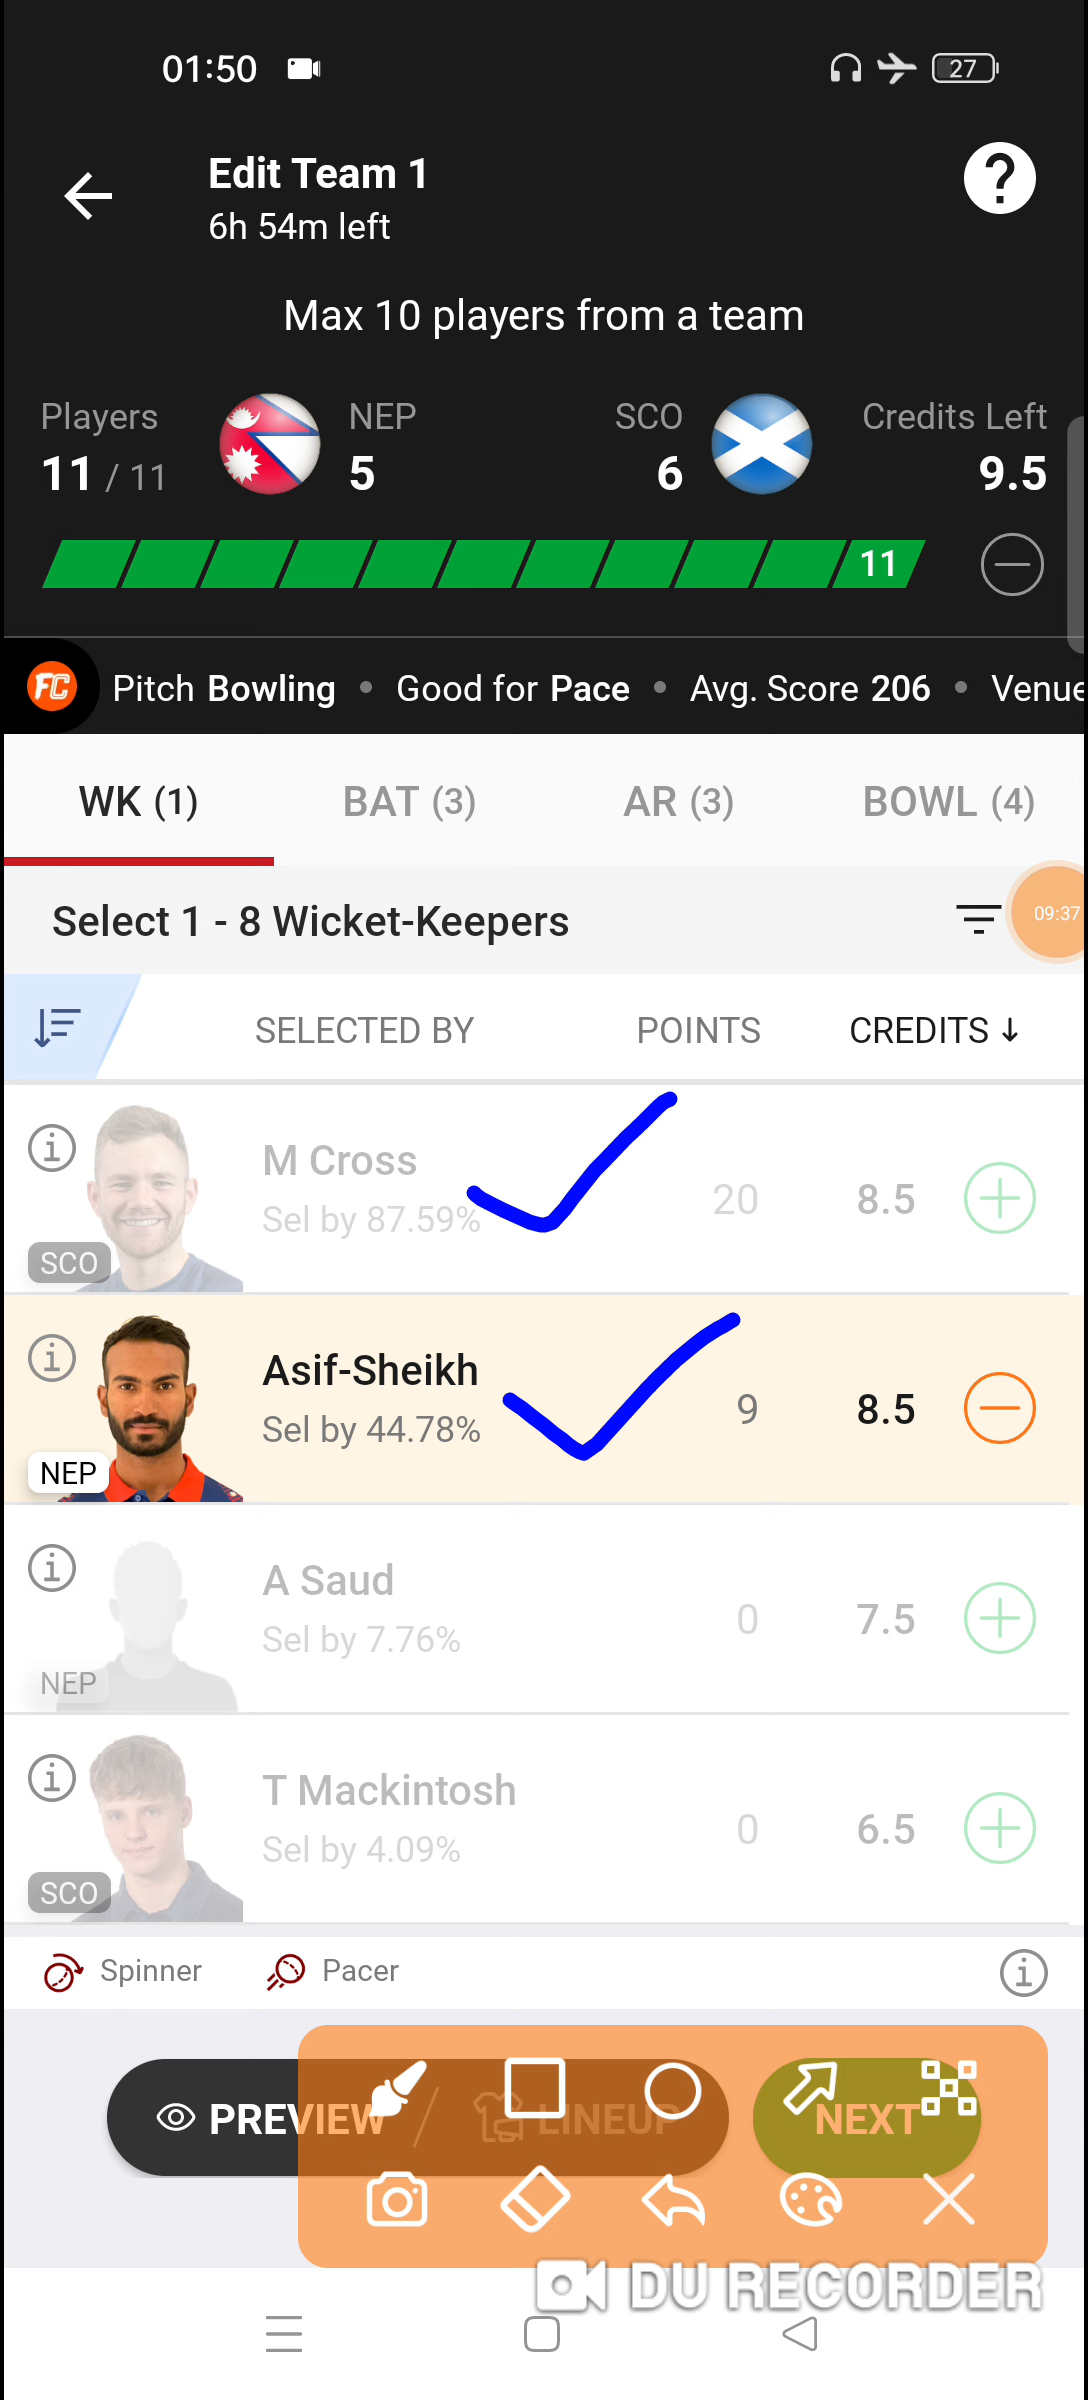 01:50
27
Edit Team 1
6h 54m left
?
Max 10 players from a team
Players
11 / 11
NEP
5
SCO
6
Credits Left
9.5
11
FC Pitch Bowling • Good for Pace • Avg. Score 206 • Venue
WK (1) BAT (3) AR (3) BOWL (4)
Select 1 - 8 Wicket-Keepers
09:37
SELECTED BY POINTS CREDITS ↓
M Cross
Sel by 87.59%
20 8.5
SCO
Asif-Sheikh
Sel by 44.78%
9 8.5
NEP
A Saud
Sel by 7.76%
0 7.5
NEP
T Mackintosh
Sel by 4.09%
0 6.5
SCO
Spinner Pacer
PREVIEW / LINEUP NEXT
DU RECORDER